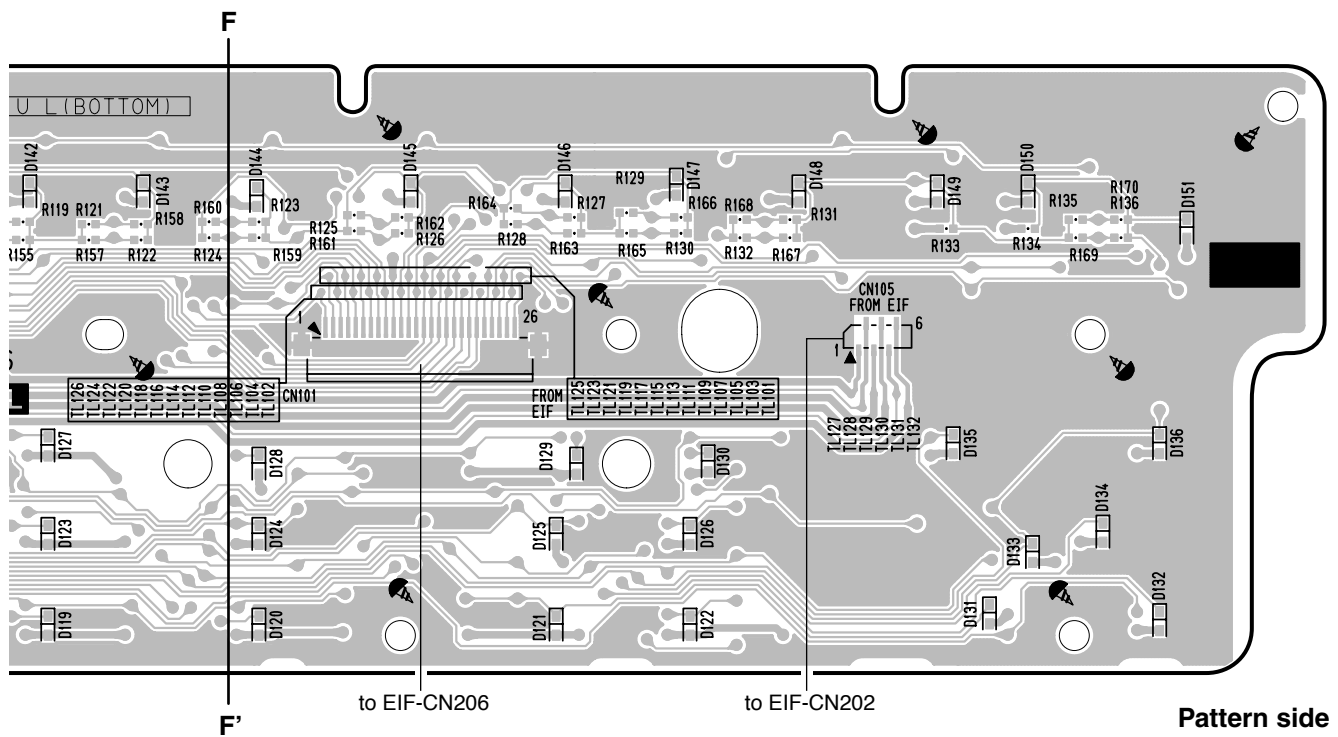 F
U L(BOTTOM)
D142
D143
D144
D145
D146
D147
D148
D149
D150
D151
R119
R121
R158
R160
R123
R125
R161
R162
R126
R164
R128
R127
R163
R129
R165
R166
R130
R168
R132
R131
R167
R133
R134
R135
R170
R136
R169
R155
R157
R122
R124
R159
1
26
CN105
FROM EIF
1
6
TL126
TL124
TL122
TL120
TL118
TL116
TL114
TL112
TL110
TL108
TL106
TL104
TL102
CN101
FROM
EIF
TL125
TL123
TL121
TL119
TL117
TL115
TL113
TL111
TL109
TL107
TL105
TL103
TL101
TL127
TL128
TL129
TL130
TL131
TL132
D127
D128
D129
D130
D135
D136
D123
D124
D125
D126
D133
D134
D119
D120
D121
D122
D131
D132
to EIF-CN206
to EIF-CN202
F'
Pattern side